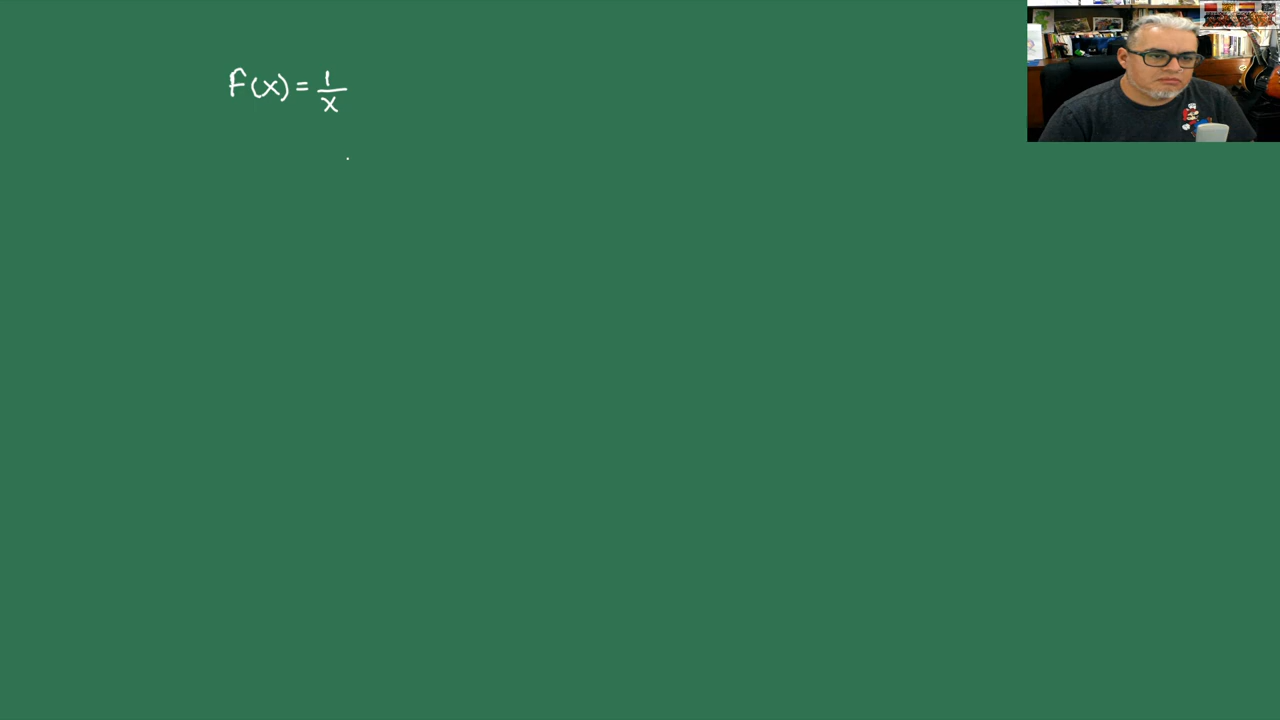 F(x) = 1/x